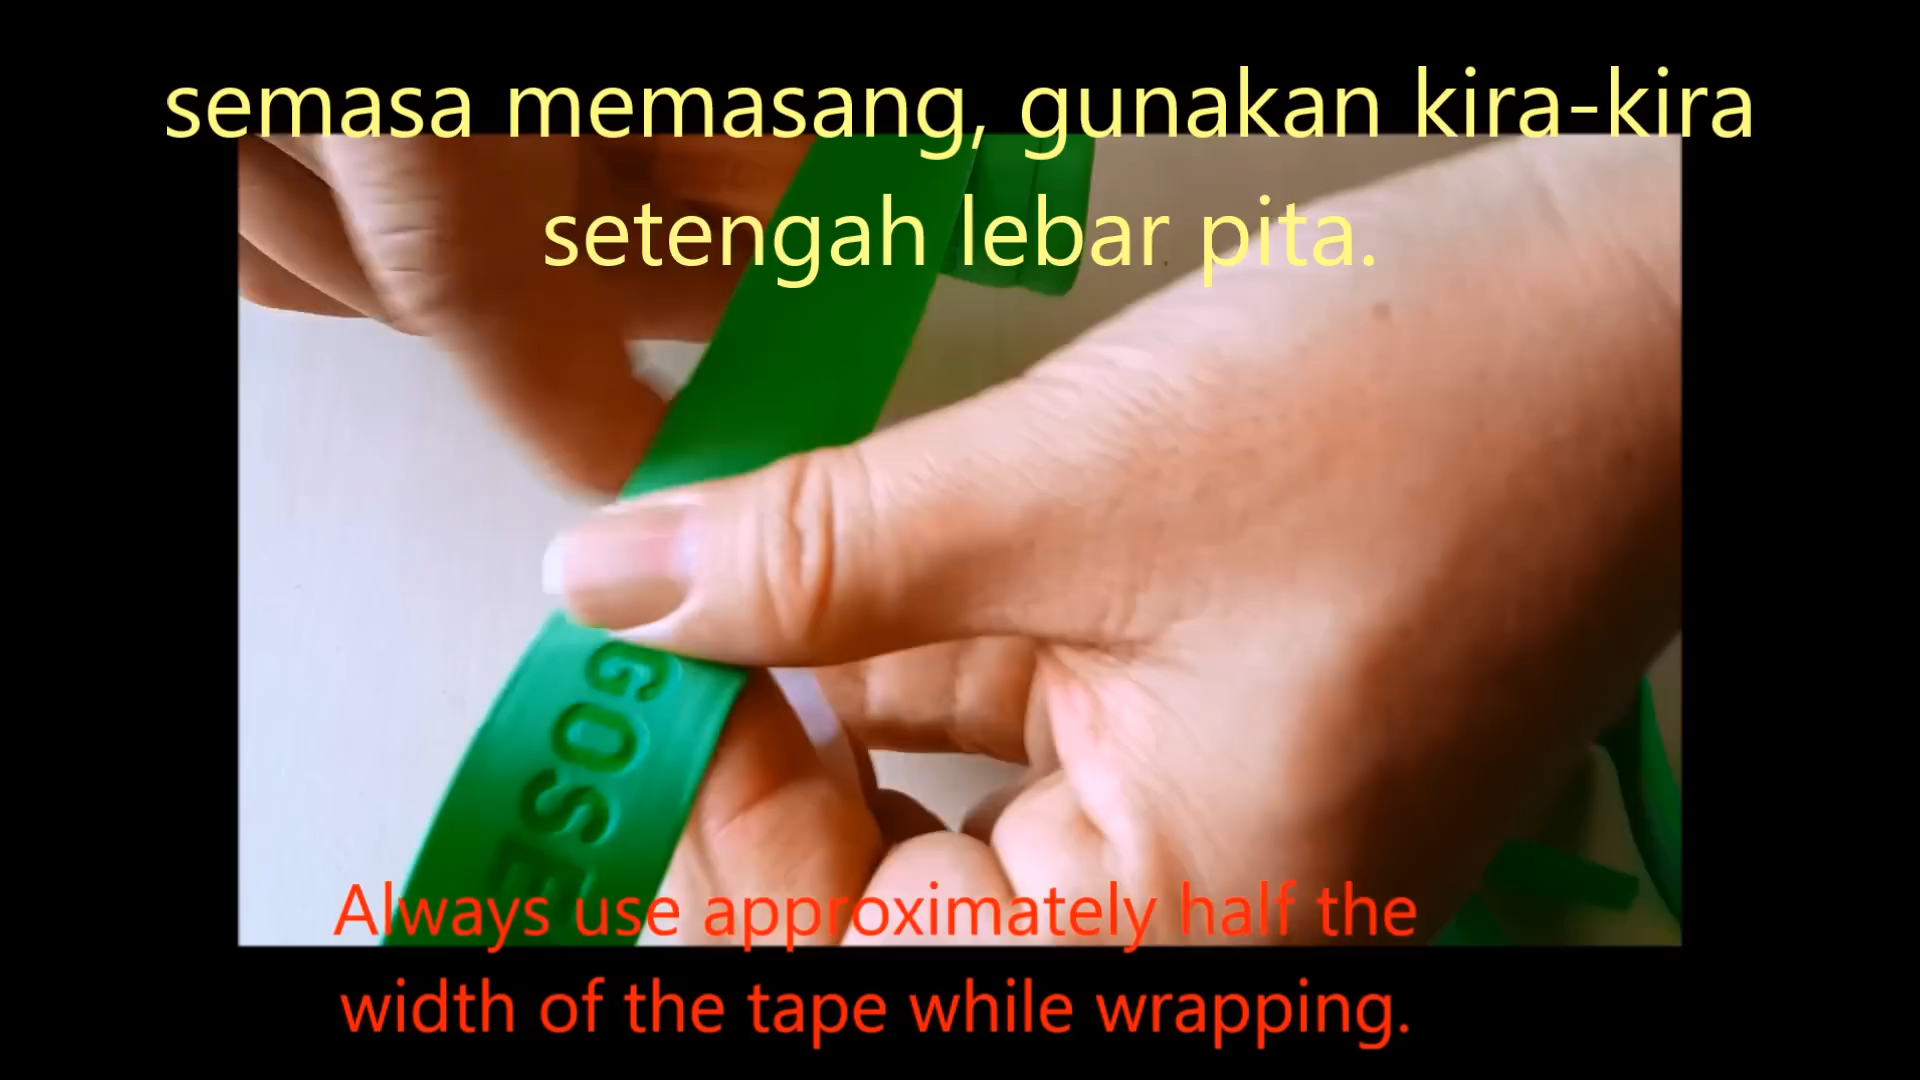 semasa memasang, gunakan kira-kira
setengah lebar pita.
GOSE
Always use approximately half the
width of the tape while wrapping.